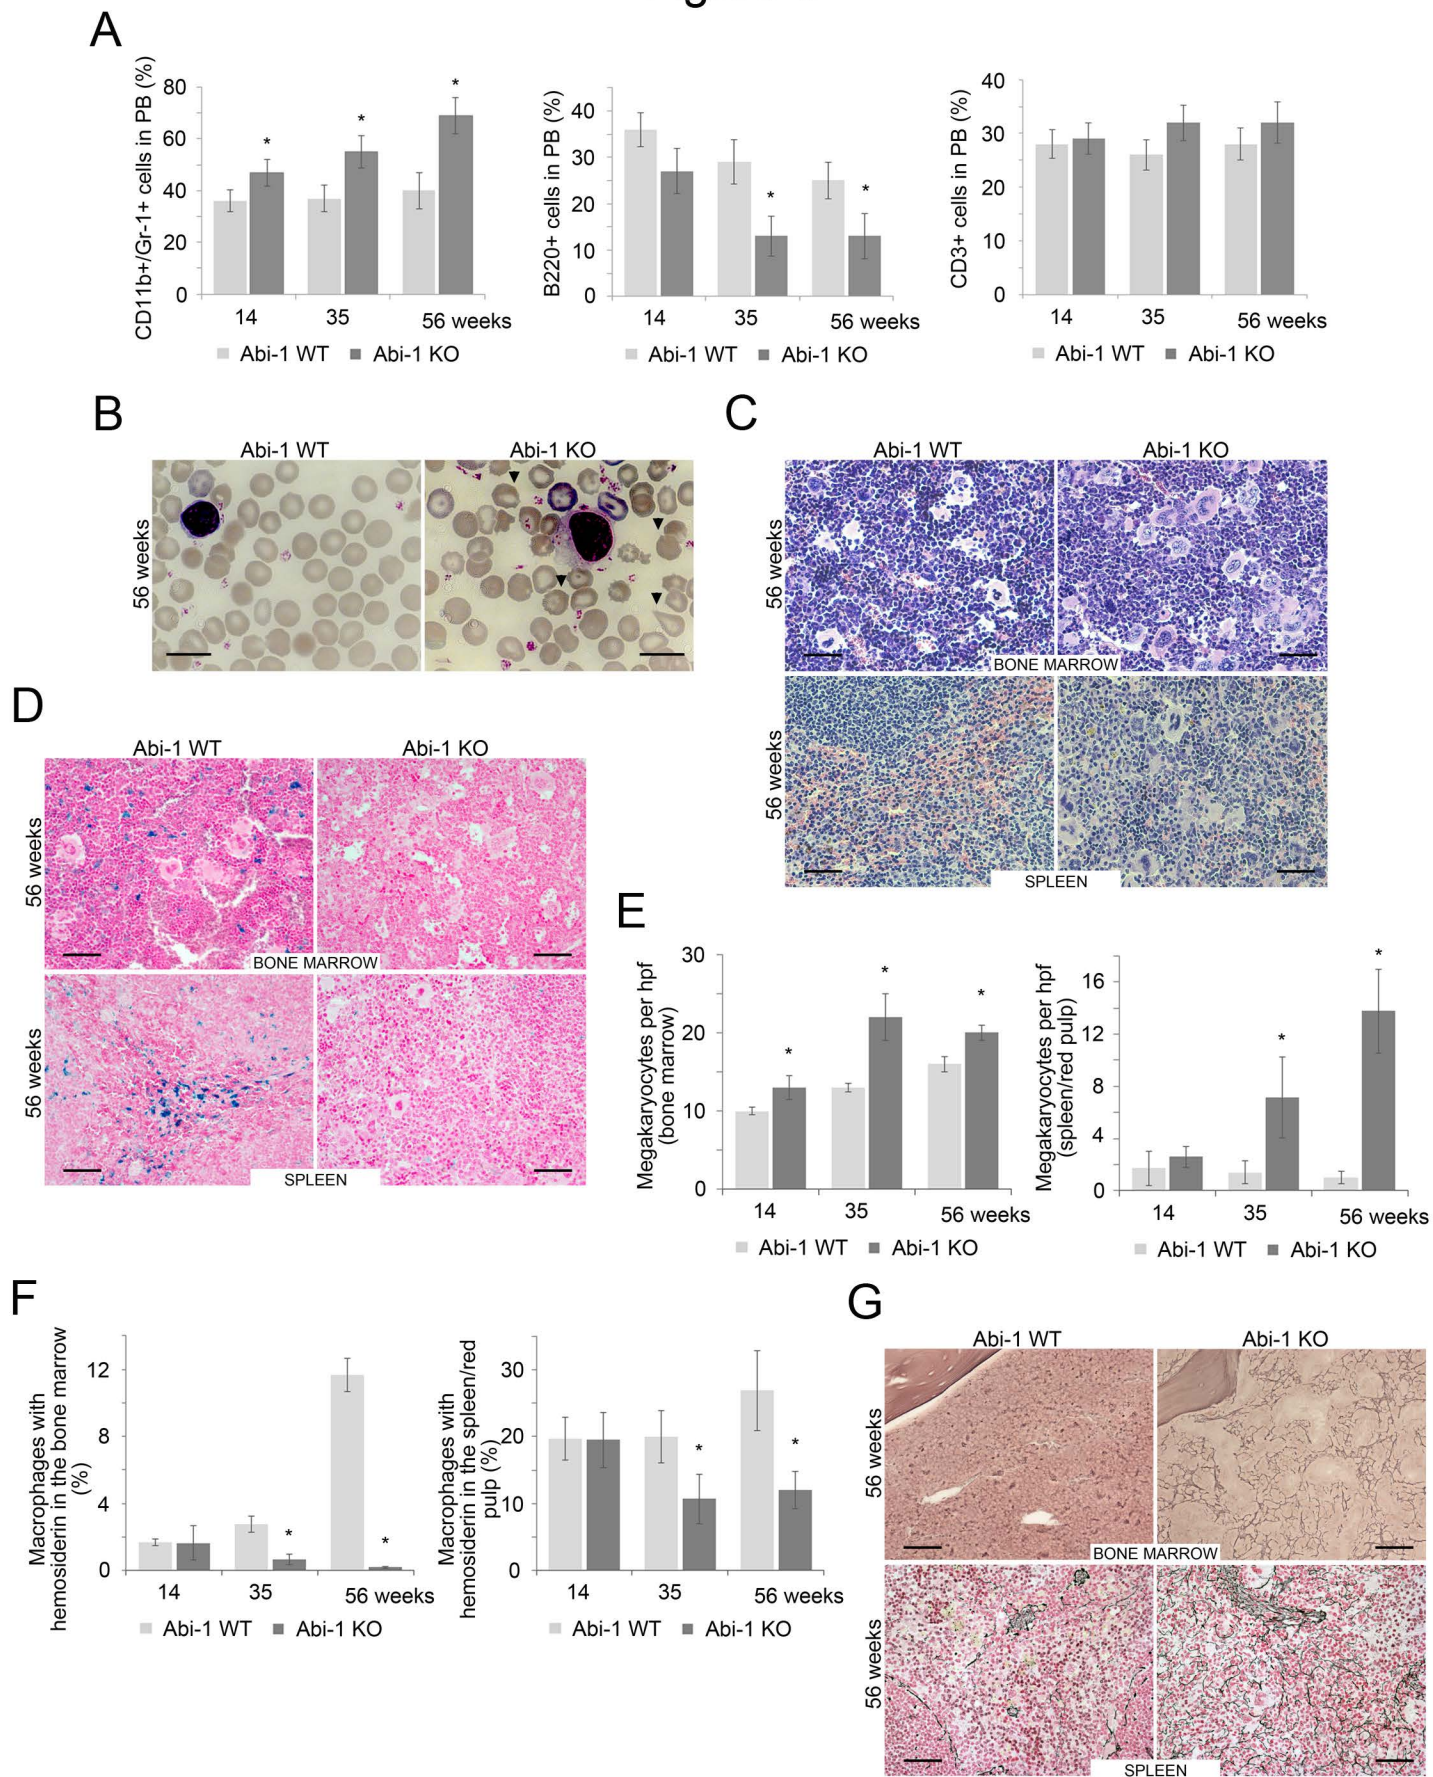 g
A
CD11b+/Gr-1+ cells in PB (%)
80
60
40
20
0
*
*
*
14
35
56 weeks
Abi-1 WT
Abi-1 KO
B220+ cells in PB (%)
40
30
20
10
0
*
*
14
35
56 weeks
Abi-1 WT
Abi-1 KO
CD3+ cells in PB (%)
40
30
20
10
0
14
35
56 weeks
Abi-1 WT
Abi-1 KO
B
Abi-1 WT
Abi-1 KO
56 weeks
C
Abi-1 WT
Abi-1 KO
56 weeks
BONE MARROW
56 weeks
SPLEEN
D
Abi-1 WT
Abi-1 KO
56 weeks
BONE MARROW
56 weeks
SPLEEN
E
Megakaryocytes per hpf
(bone marrow)
30
20
10
0
*
*
*
14
35
56 weeks
Abi-1 WT
Abi-1 KO
Megakaryocytes per hpf
(spleen/red pulp)
16
12
8
4
0
*
*
14
35
56 weeks
Abi-1 WT
Abi-1 KO
F
Macrophages with
hemosiderin in the bone marrow
(%)
12
8
4
0
*
*
14
35
56 weeks
Abi-1 WT
Abi-1 KO
Macrophages with
hemosiderin in the spleen/red
pulp (%)
30
20
10
0
*
*
14
35
56 weeks
Abi-1 WT
Abi-1 KO
G
Abi-1 WT
Abi-1 KO
56 weeks
BONE MARROW
56 weeks
SPLEEN